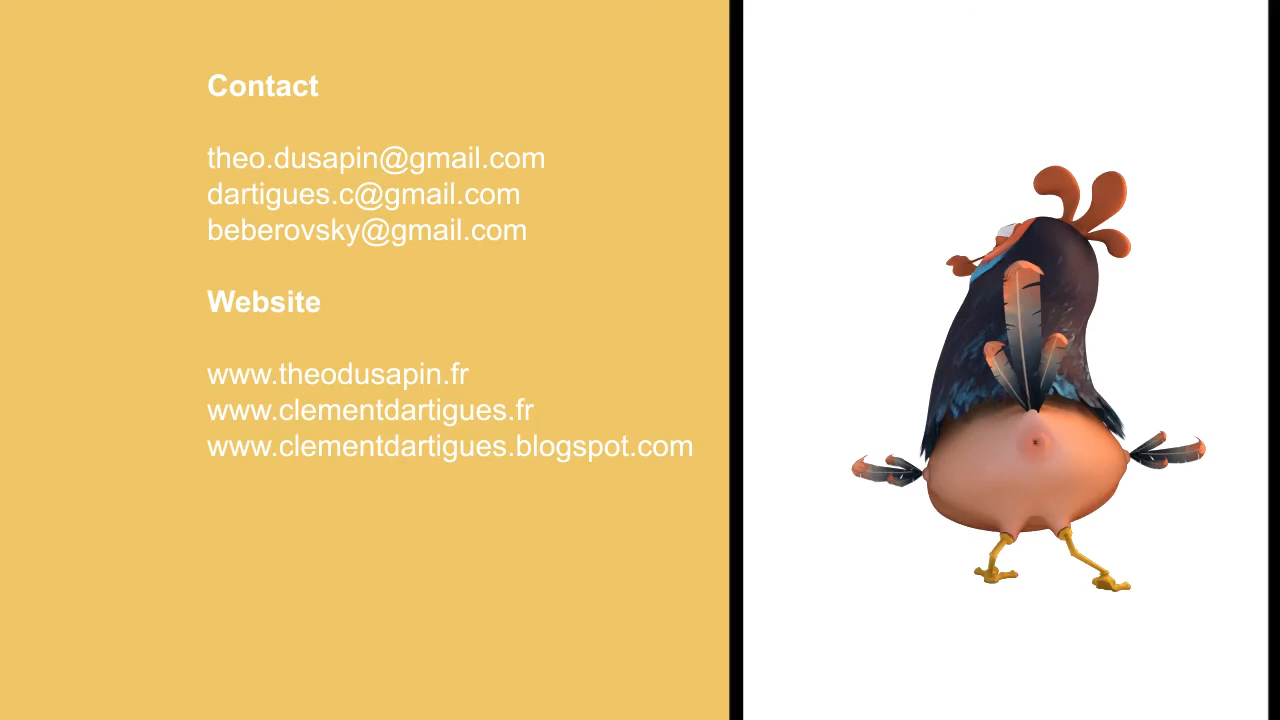 Contact
theo.dusapin@gmail.com
dartigues.c@gmail.com
beberovsky@gmail.com
Website
www.theodusapin.fr
www.clementdartigues.fr
www.clementdartigues.blogspot.com